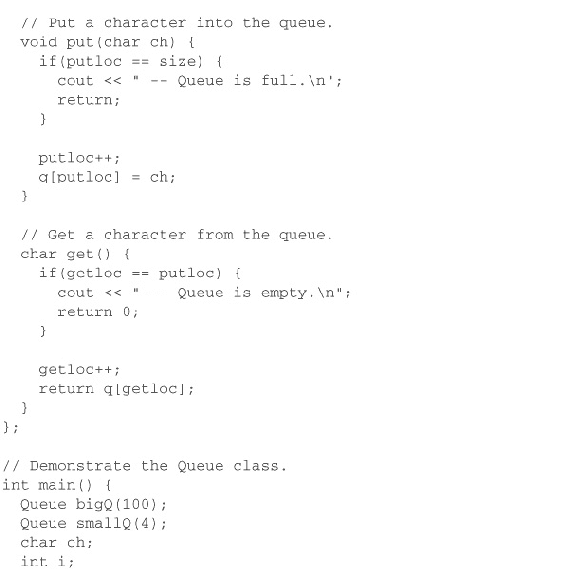 // Put a character into the queue.
void put(char ch) {
if(putloc == size) {
cout << " -- Queue is full.\n";
return;
}
putloc++;
q[putloc] = ch;
}
// Get a character from the queue.
char get() {
if(getloc == putloc) {
cout << " Queue is empty.\n";
return 0;
}
getloc++;
return q[getloc];
}
};
// Demonstrate the Queue class.
int main() {
Queue bigQ(100);
Queue smallQ(4);
char ch;
int i;